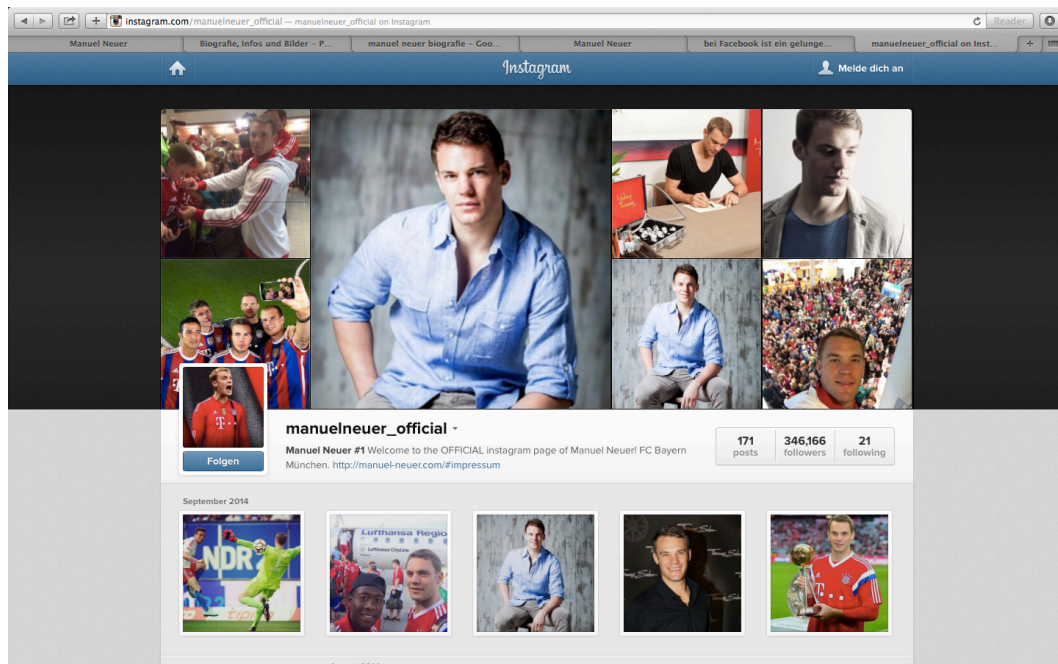 instagram.com/manuelneuer_official — manuelneuer_official on Instagram
Reader
Manuel Neuer
Biografie, Infos und Bilder – P...
manuel neuer biografie – Goo...
Manuel Neuer
bei Facebook ist ein gelunge...
manuelneuer_official on Inst...
Instagram
Melde dich an
manuelneuer_official
Manuel Neuer #1 Welcome to the OFFICIAL instagram page of Manuel Neuer! FC Bayern
München. http://manuel-neuer.com/#impressum
Folgen
171
posts
346,166
followers
21
following
September 2014
NDR
tipi
Lufthansa Regio
Lufthansa CityLine